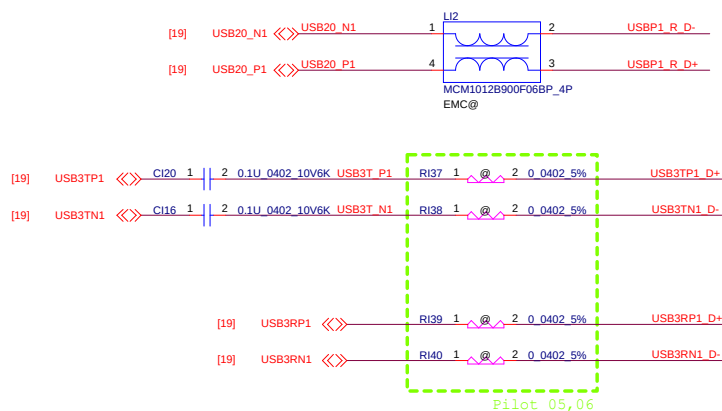 LI2
[19] USB20_N1 USB20_N1 1 2 USBP1_R_D-
[19] USB20_P1 USB20_P1 4 3 USBP1_R_D+
MCM1012B900F06BP_4P
EMC@
[19] USB3TP1 CI20 1 2 0.1U_0402_10V6K USB3T_P1 RI37 1 @ 2 0_0402_5% USB3TP1_D+
[19] USB3TN1 CI16 1 2 0.1U_0402_10V6K USB3T_N1 RI38 1 @ 2 0_0402_5% USB3TN1_D-
[19] USB3RP1 RI39 1 @ 2 0_0402_5% USB3RP1_D+
[19] USB3RN1 RI40 1 @ 2 0_0402_5% USB3RN1_D-
Pilot 05,06